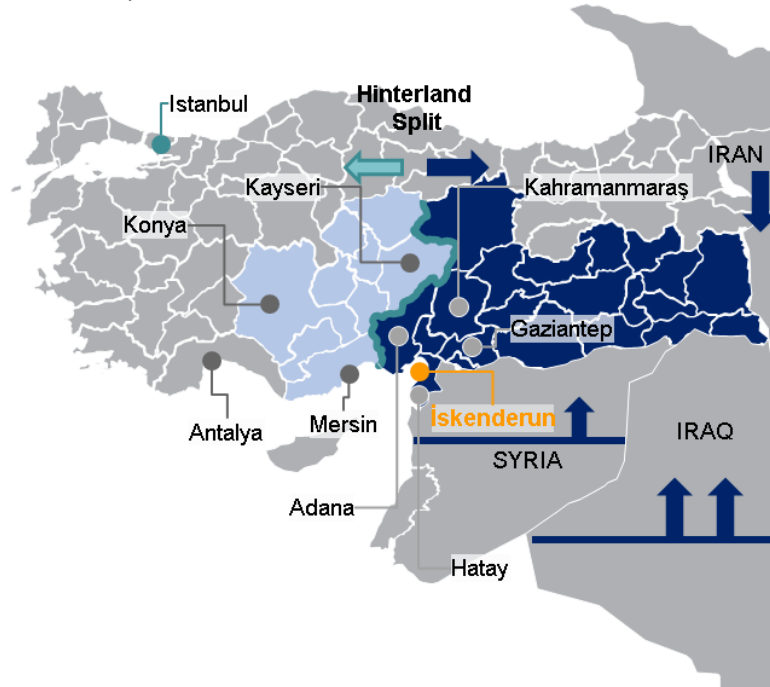 Istanbul
Hinterland
Split
IRAN
Kayseri
Kahramanmaraş
Konya
Gaziantep
Antalya
Mersin
İskenderun
IRAQ
SYRIA
Adana
Hatay